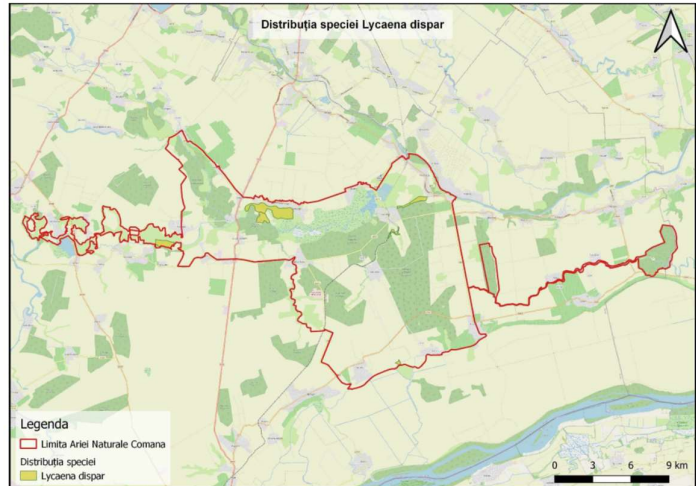 Distribuția speciei Lycaena dispar
Legenda
Limita Ariei Naturale Comana
Distribuția speciei
Lycaena dispar
0 3 6 9 km